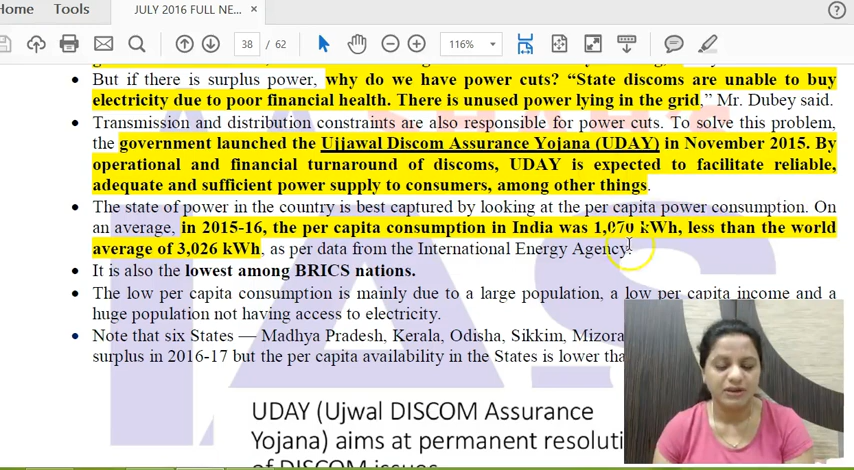 Home Tools
JULY 2016 FULL NE... ×
38 / 62 116%
But if there is surplus power, why do we have power cuts? “State discoms are unable to buy
electricity due to poor financial health. There is unused power lying in the grid,” Mr. Dubey said.
Transmission and distribution constraints are also responsible for power cuts. To solve this problem,
the government launched the Ujjawal Discom Assurance Yojana (UDAY) in November 2015. By
operational and financial turnaround of discoms, UDAY is expected to facilitate reliable,
adequate and sufficient power supply to consumers, among other things.
The state of power in the country is best captured by looking at the per capita power consumption. On
an average, in 2015-16, the per capita consumption in India was 1,070 kWh, less than the world
average of 3,026 kWh, as per data from the International Energy Agency.
It is also the lowest among BRICS nations.
The low per capita consumption is mainly due to a large population, a low per capita income and a
huge population not having access to electricity.
Note that six States — Madhya Pradesh, Kerala, Odisha, Sikkim, Mizora
surplus in 2016-17 but the per capita availability in the States is lower tha
UDAY (Ujwal DISCOM Assurance
Yojana) aims at permanent resoluti
of DISCOM issues
IAS